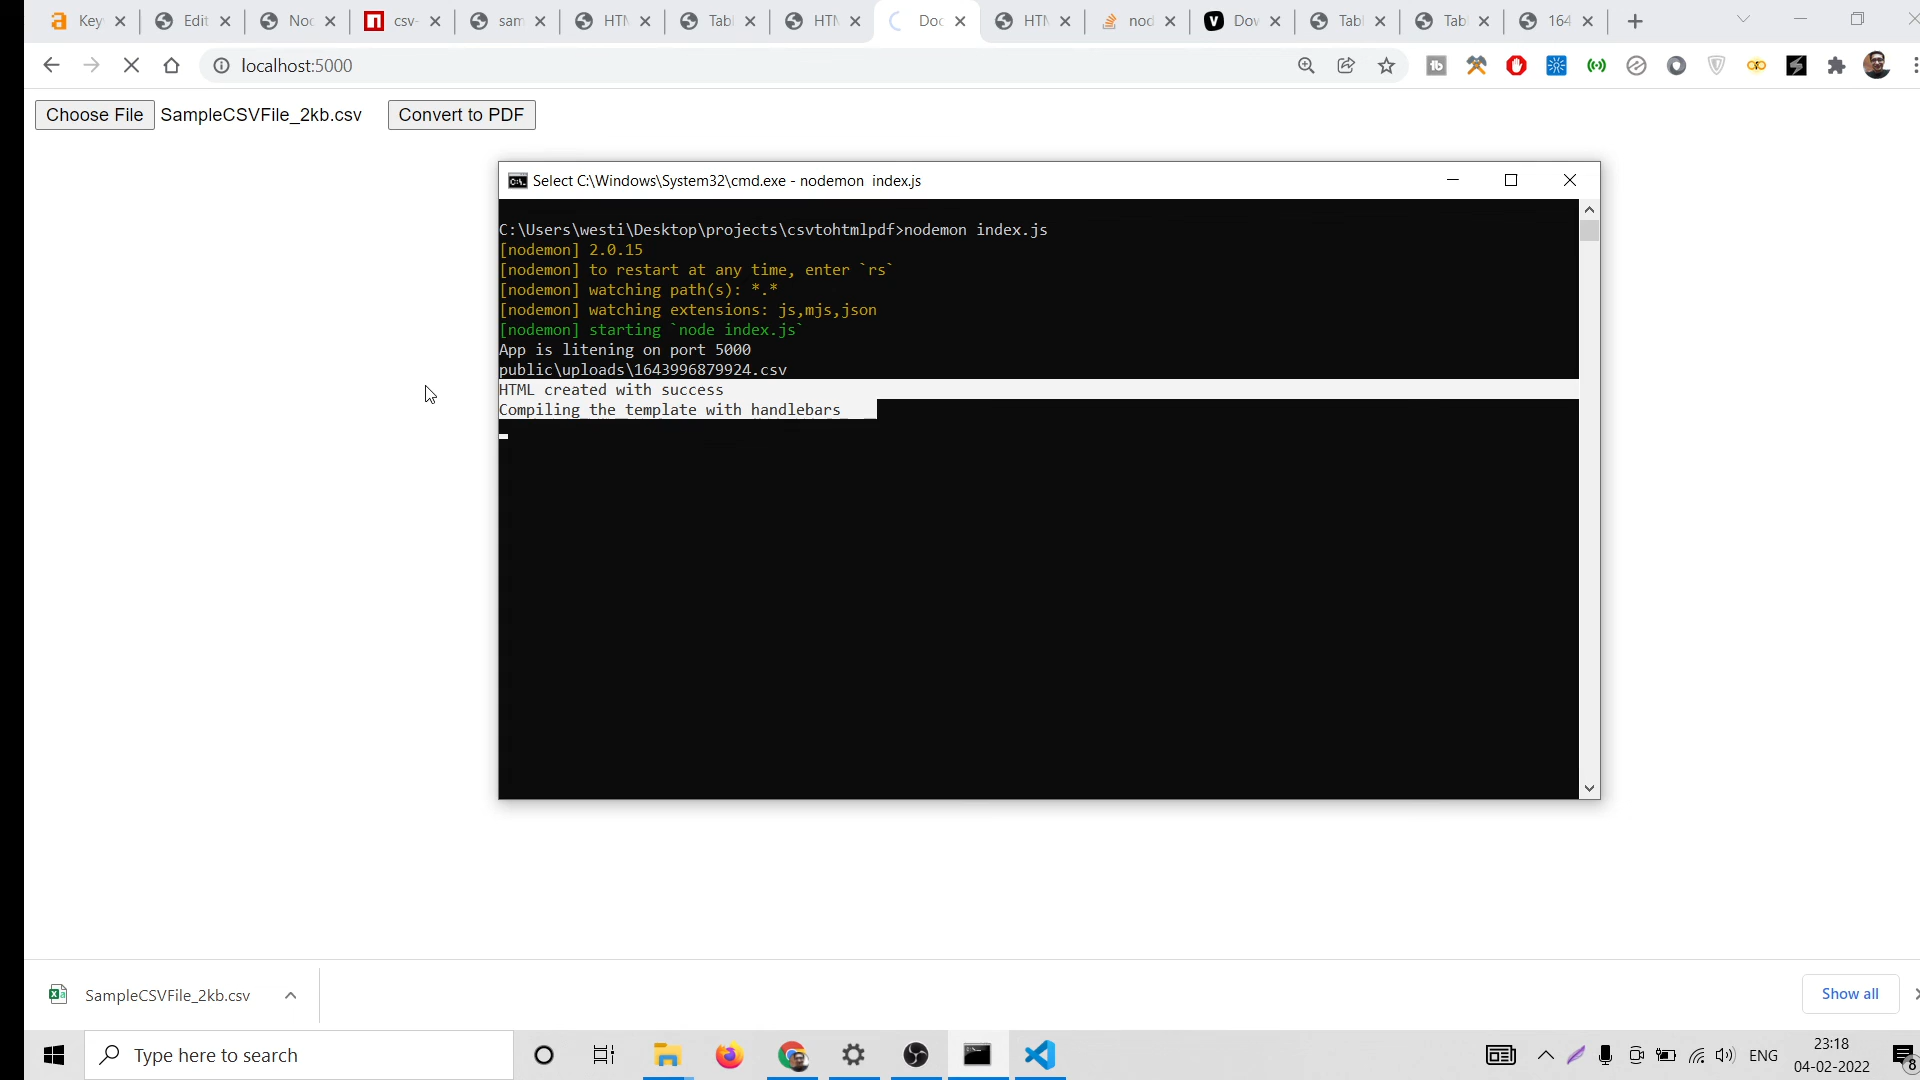 Key
Edit
Noc
csv-
sam
HTM
Tabl
HTM
Doc
HTM
nod
Dow
Tabl
Tabl
164
localhost:5000
Choose File SampleCSVFile_2kb.csv Convert to PDF
Select C:\Windows\System32\cmd.exe - nodemon index.js
C:\Users\westi\Desktop\projects\csvtohtmlpdf>nodemon index.js
[nodemon] 2.0.15
[nodemon] to restart at any time, enter `rs`
[nodemon] watching path(s): *.*
[nodemon] watching extensions: js,mjs,json
[nodemon] starting `node index.js`
App is litening on port 5000
public\uploads\1643996879924.csv
HTML created with success
Compiling the template with handlebars
SampleCSVFile_2kb.csv
Show all
Type here to search
ENG
23:18
04-02-2022
8